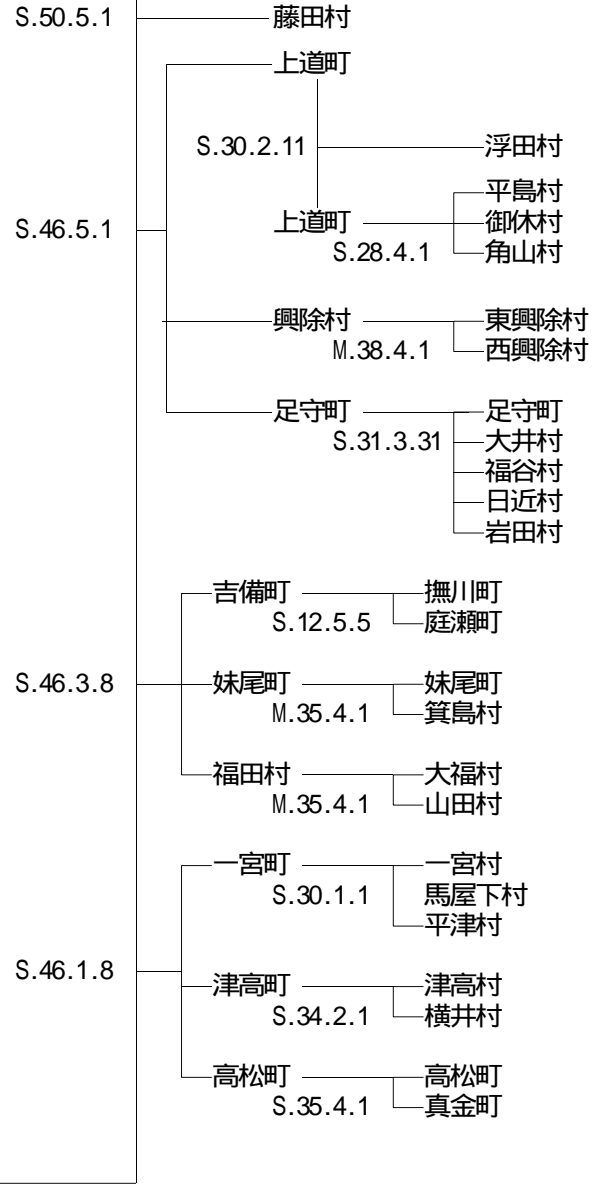 S.50.5.1 藤田村
上道町
S.30.2.11 浮田村
平島村
S.46.5.1 上道町 御休村
S.28.4.1 角山村
興除村 東興除村
M.38.4.1 西興除村
足守町 足守町
S.31.3.31 大井村
福谷村
日近村
岩田村
吉備町 撫川町
S.12.5.5 庭瀬町
S.46.3.8 妹尾町 妹尾町
M.35.4.1 箕島村
福田村 大福村
M.35.4.1 山田村
一宮町 一宮村
S.30.1.1 馬屋下村
平津村
S.46.1.8 津高町 津高村
S.34.2.1 横井村
高松町 高松町
S.35.4.1 真金町